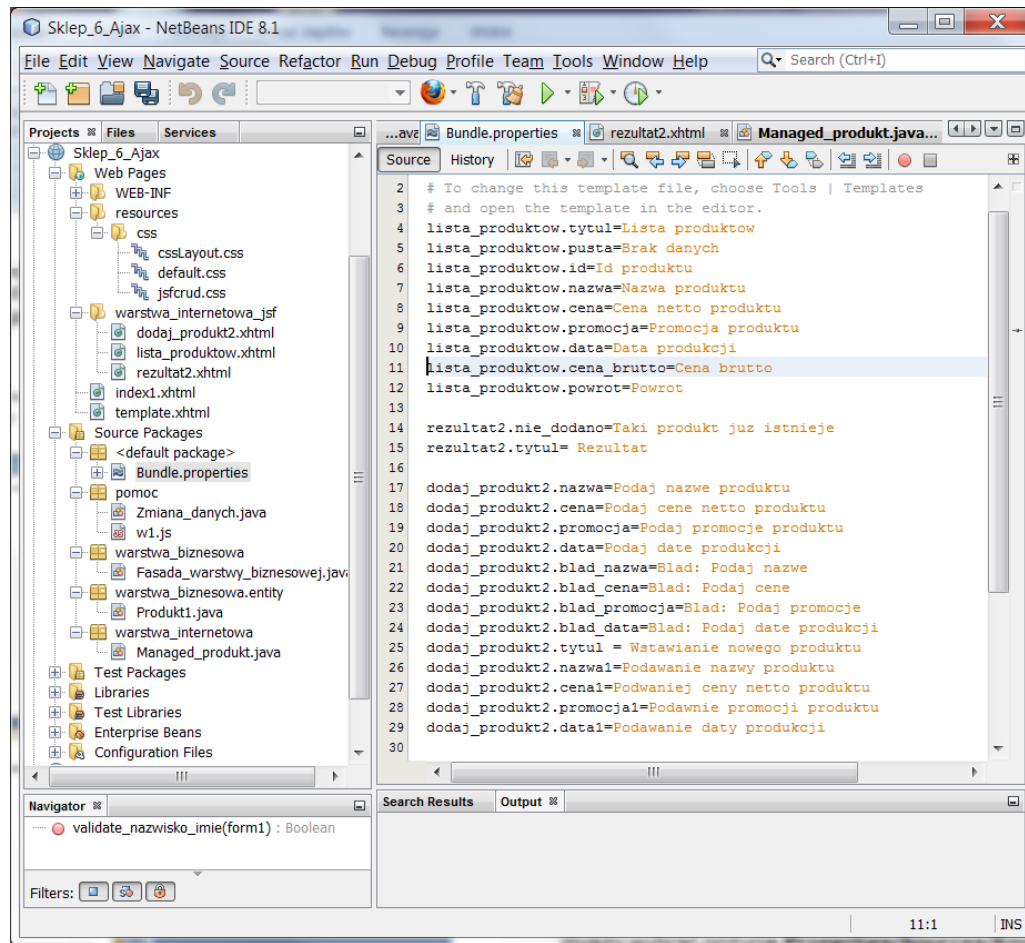 Sklep_6_Ajax - NetBeans IDE 8.1
File Edit View Navigate Source Refactor Run Debug Profile Team Tools Window Help
Search (Ctrl+I)
Projects Files Services
Sklep_6_Ajax
Web Pages
WEB-INF
resources
css
cssLayout.css
default.css
jsfcrud.css
warstwa_internetowa_jsf
dodaj_produkt2.xhtml
lista_produktow.xhtml
rezultat2.xhtml
index1.xhtml
template.xhtml
Source Packages
<default package>
Bundle.properties
pomoc
Zmiana_danych.java
w1.js
warstwa_biznesowa
Fasada_warstwy_biznesowej.java
warstwa_biznesowa.entity
Produkt1.java
warstwa_internetowa
Managed_produkt.java
Test Packages
Libraries
Test Libraries
Enterprise Beans
Configuration Files
Navigator
validate_nazwisko_imie(form1) : Boolean
Filters:
...ava Bundle.properties rezultat2.xhtml Managed_produkt.java...
Source History
2 # To change this template file, choose Tools | Templates
3 # and open the template in the editor.
4 lista_produktow.tytul=Lista produktow
5 lista_produktow.pusta=Brak danych
6 lista_produktow.id=Id produktu
7 lista_produktow.nazwa=Nazwa produktu
8 lista_produktow.cena=Cena netto produktu
9 lista_produktow.promocja=Promocja produktu
10 lista_produktow.data=Data produkcji
11 lista_produktow.cena_brutto=Cena brutto
12 lista_produktow.powrot=Powrot
13
14 rezultat2.nie_dodano=Taki produkt juz istnieje
15 rezultat2.tytul= Rezultat
16
17 dodaj_produkt2.nazwa=Podaj nazwe produktu
18 dodaj_produkt2.cena=Podaj cene netto produktu
19 dodaj_produkt2.promocja=Podaj promocje produktu
20 dodaj_produkt2.data=Podaj date produkcji
21 dodaj_produkt2.blad_nazwa=Blad: Podaj nazwe
22 dodaj_produkt2.blad_cena=Blad: Podaj cene
23 dodaj_produkt2.blad_promocja=Blad: Podaj promocje
24 dodaj_produkt2.blad_data=Blad: Podaj date produkcji
25 dodaj_produkt2.tytul = Wstawianie nowego produktu
26 dodaj_produkt2.nazwa1=Podawanie nazwy produktu
27 dodaj_produkt2.cena1=Podwaniej ceny netto produktu
28 dodaj_produkt2.promocja1=Podawnie promocji produktu
29 dodaj_produkt2.data1=Podawanie daty produkcji
30
Search Results Output
11:1 INS